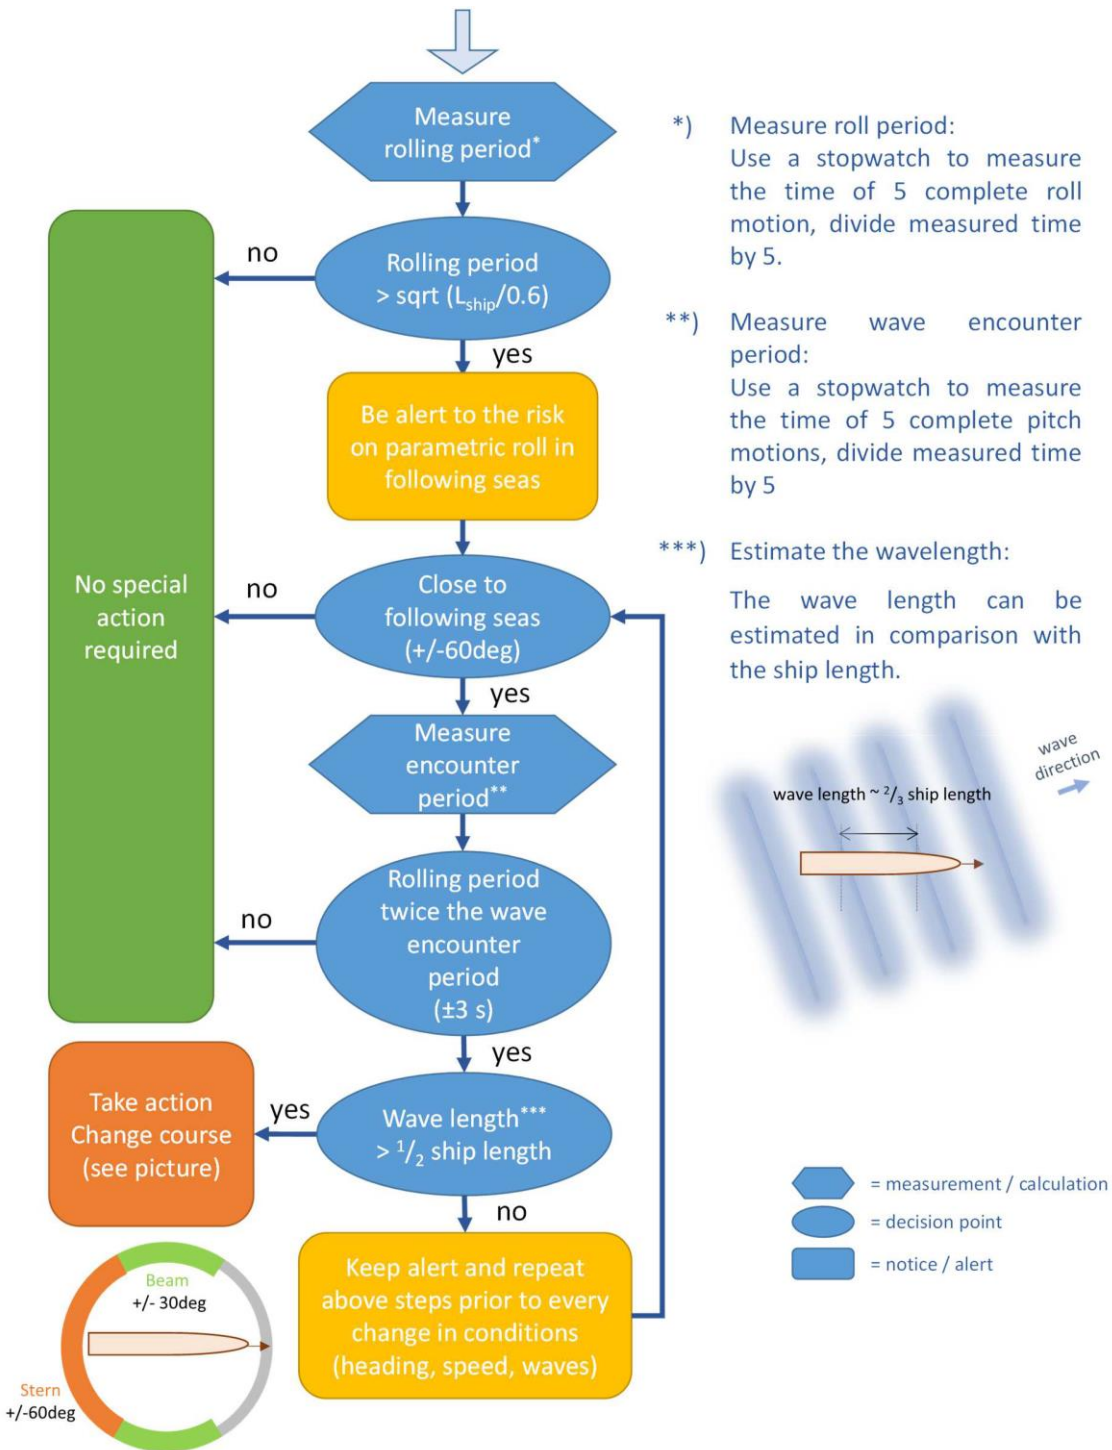 Measure
rolling period*
Rolling period
> sqrt (Lship/0.6)
no
yes
Be alert to the risk
on parametric roll in
following seas
Close to
following seas
(+/-60deg)
no
yes
Measure
encounter
period**
Rolling period
twice the wave
encounter
period
(±3 s)
no
yes
Wave length***
> 1/2 ship length
yes
no
No special
action
required
Take action
Change course
(see picture)
Keep alert and repeat
above steps prior to every
change in conditions
(heading, speed, waves)
Beam
+/- 30deg
Stern
+/-60deg
*) Measure roll period:
Use a stopwatch to measure
the time of 5 complete roll
motion, divide measured time
by 5.
**) Measure wave encounter
period:
Use a stopwatch to measure
the time of 5 complete pitch
motions, divide measured time
by 5
***) Estimate the wavelength:
The wave length can be
estimated in comparison with
the ship length.
wave
direction
wave length ~ 2/3 ship length
= measurement / calculation
= decision point
= notice / alert